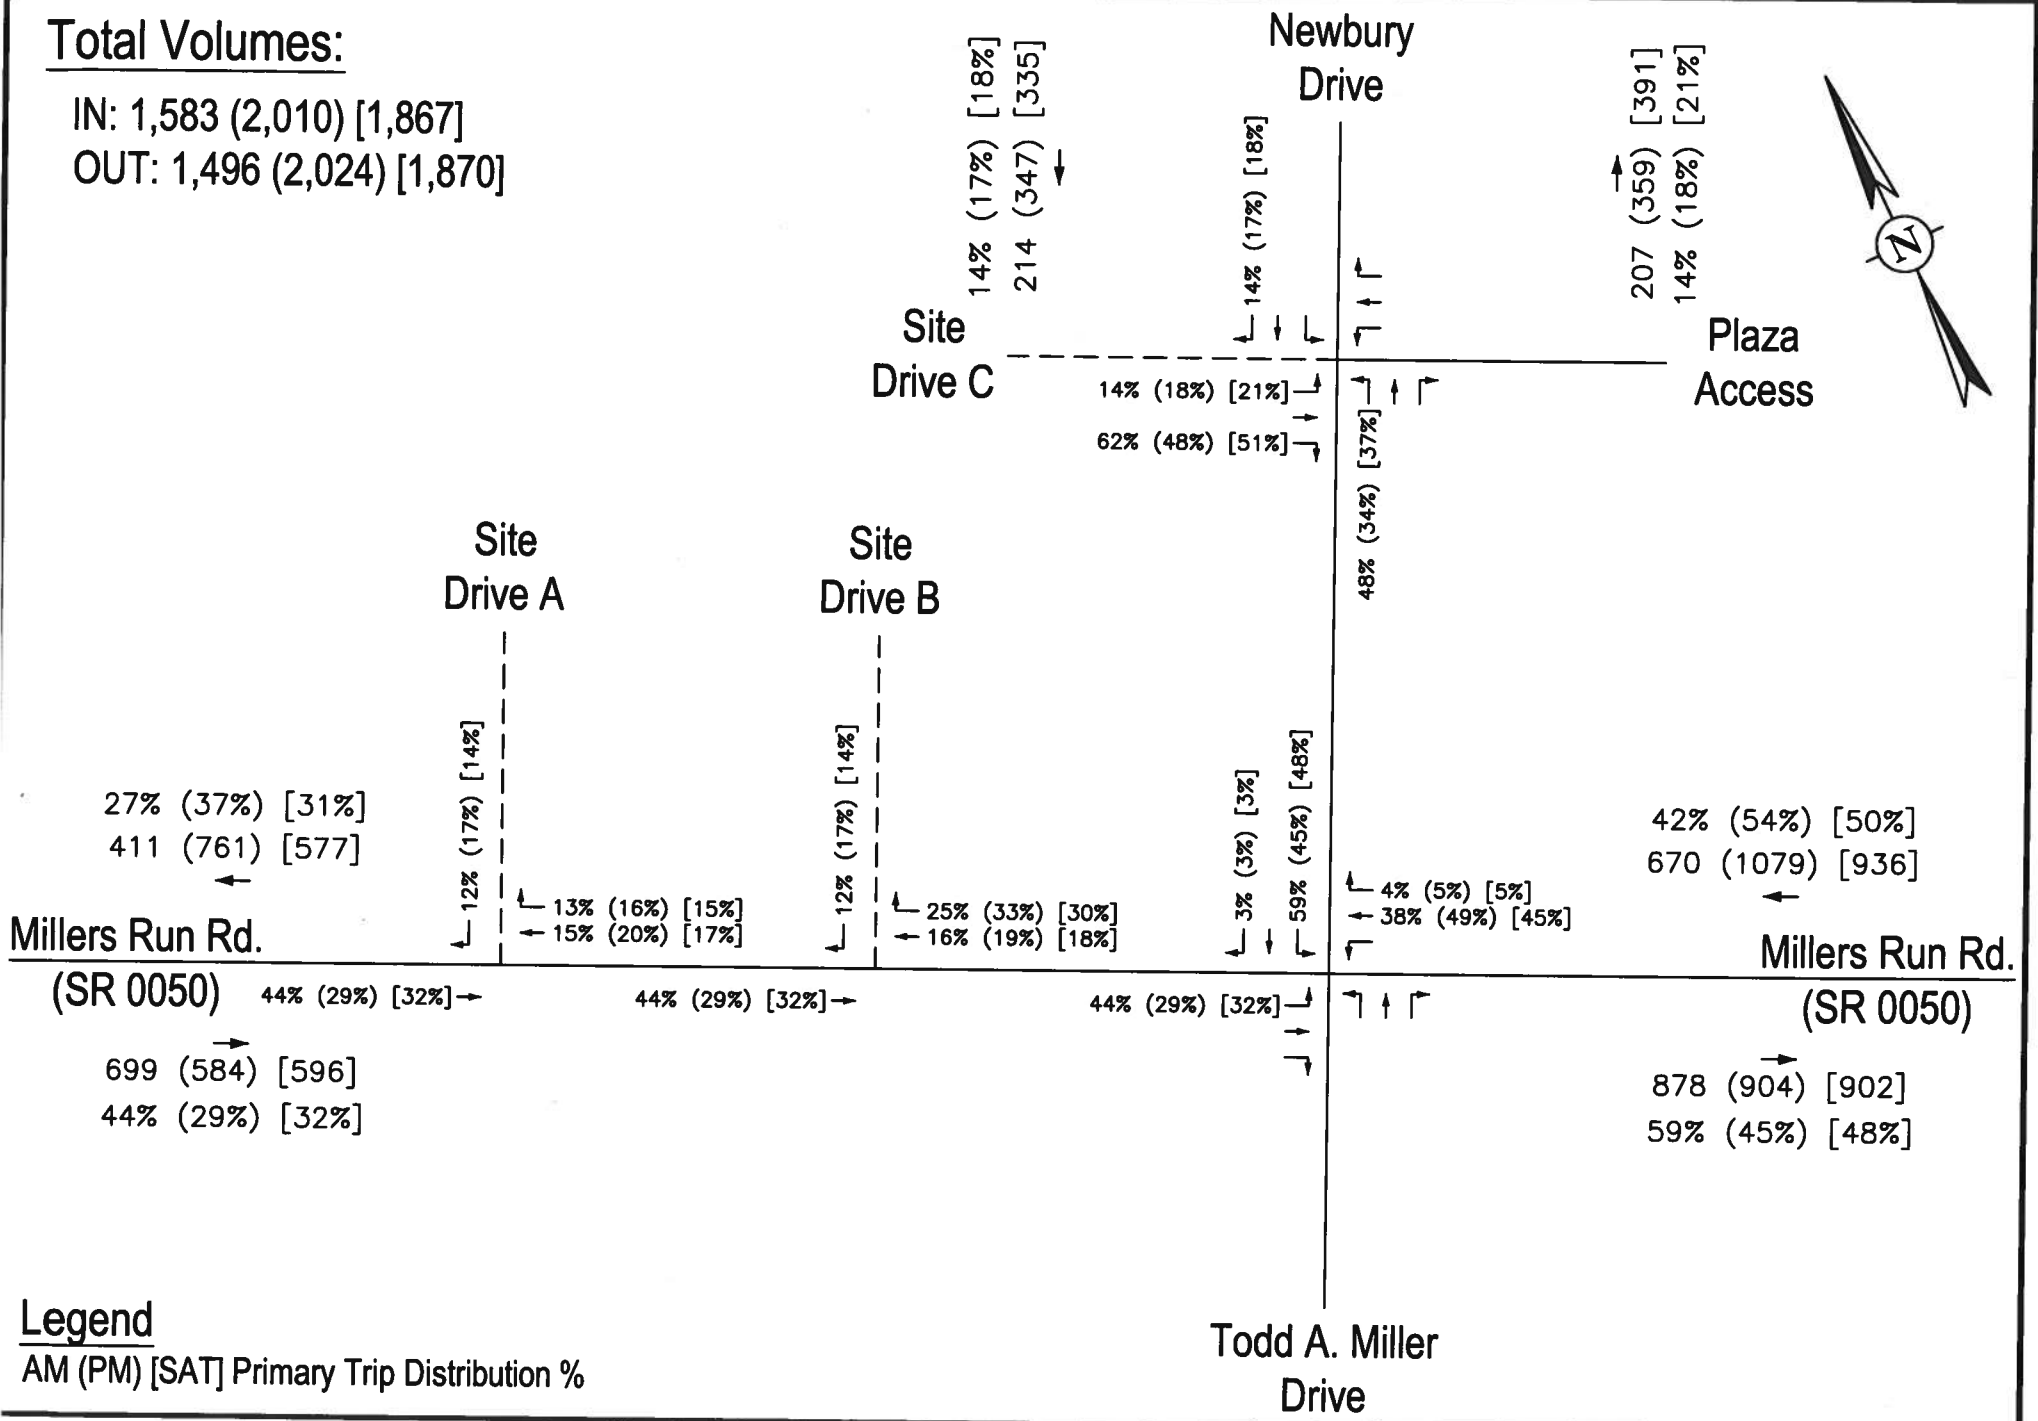 Total Volumes:
IN: 1,583 (2,010) [1,867]
OUT: 1,496 (2,024) [1,870]
14% (17%) [18%]
214 (347) [335]
Newbury
Drive
14% (17%) [18%]
207 (359) [391]
14% (18%) [21%]
N
Site
Drive C
Plaza
Access
14% (18%) [21%]
62% (48%) [51%]
48% (34%) [37%]
Site
Drive A
Site
Drive B
27% (37%) [31%]
411 (761) [577]
12% (17%) [14%]
13% (16%) [15%]
15% (20%) [17%]
12% (17%) [14%]
25% (33%) [30%]
16% (19%) [18%]
3% (3%) [3%]
59% (45%) [48%]
4% (5%) [5%]
38% (49%) [45%]
42% (54%) [50%]
670 (1079) [936]
Millers Run Rd.
(SR 0050)
44% (29%) [32%]
44% (29%) [32%]
44% (29%) [32%]
Millers Run Rd.
(SR 0050)
699 (584) [596]
44% (29%) [32%]
878 (904) [902]
59% (45%) [48%]
Legend
AM (PM) [SAT] Primary Trip Distribution %
Todd A. Miller
Drive